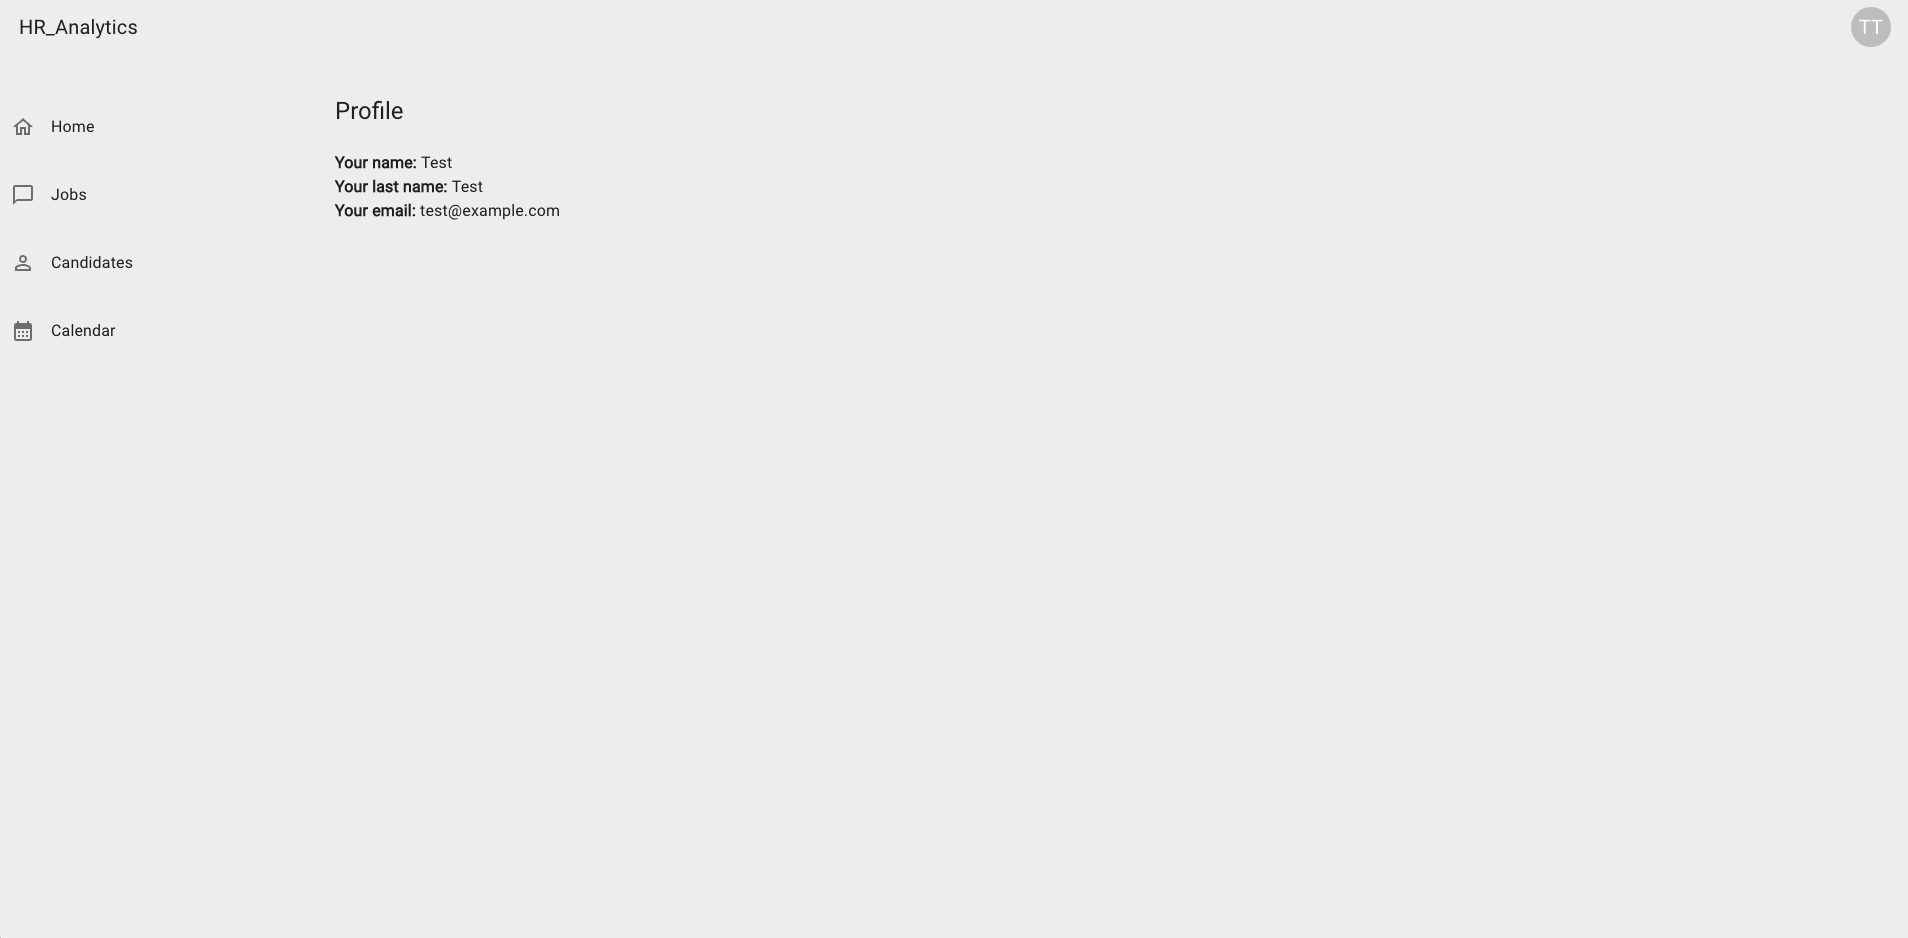 HR_Analytics
TT
Home
Jobs
Candidates
Calendar
Profile
Your name: Test
Your last name: Test
Your email: test@example.com